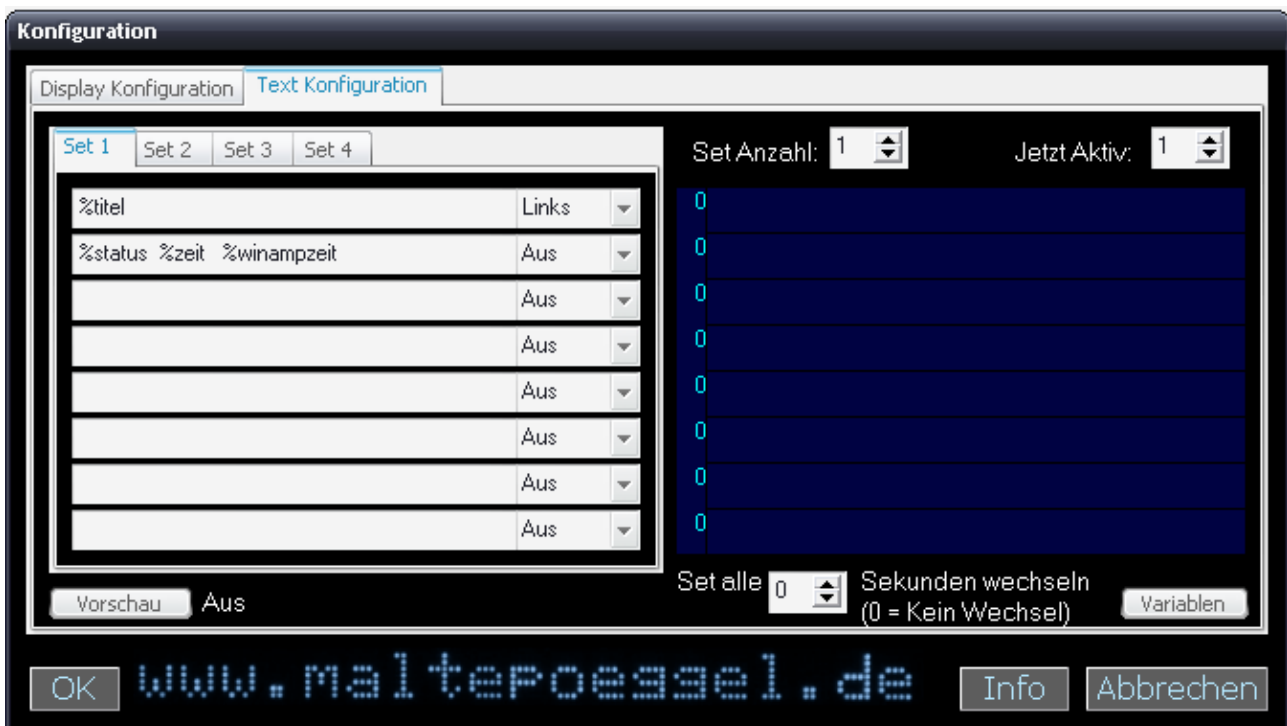 Konfiguration
Display Konfiguration Text Konfiguration
Set 1 Set 2 Set 3 Set 4
Set Anzahl: 1 Jetzt Aktiv: 1
%titel Links
%status %zeit %winampzeit Aus
Aus
Aus
Aus
Aus
Aus
Aus
0
0
0
0
0
0
0
0
Vorschau Aus
Set alle 0 Sekunden wechseln
(0 = Kein Wechsel)
Variablen
OK www.maltepoeggel.de Info Abbrechen